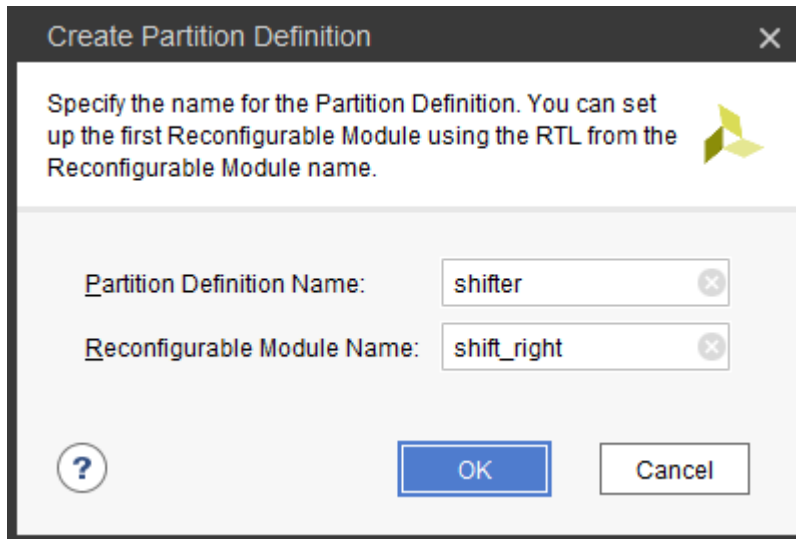 Create Partition Definition
Specify the name for the Partition Definition. You can set
up the first Reconfigurable Module using the RTL from the
Reconfigurable Module name.
Partition Definition Name: shifter
Reconfigurable Module Name: shift_right
? OK Cancel